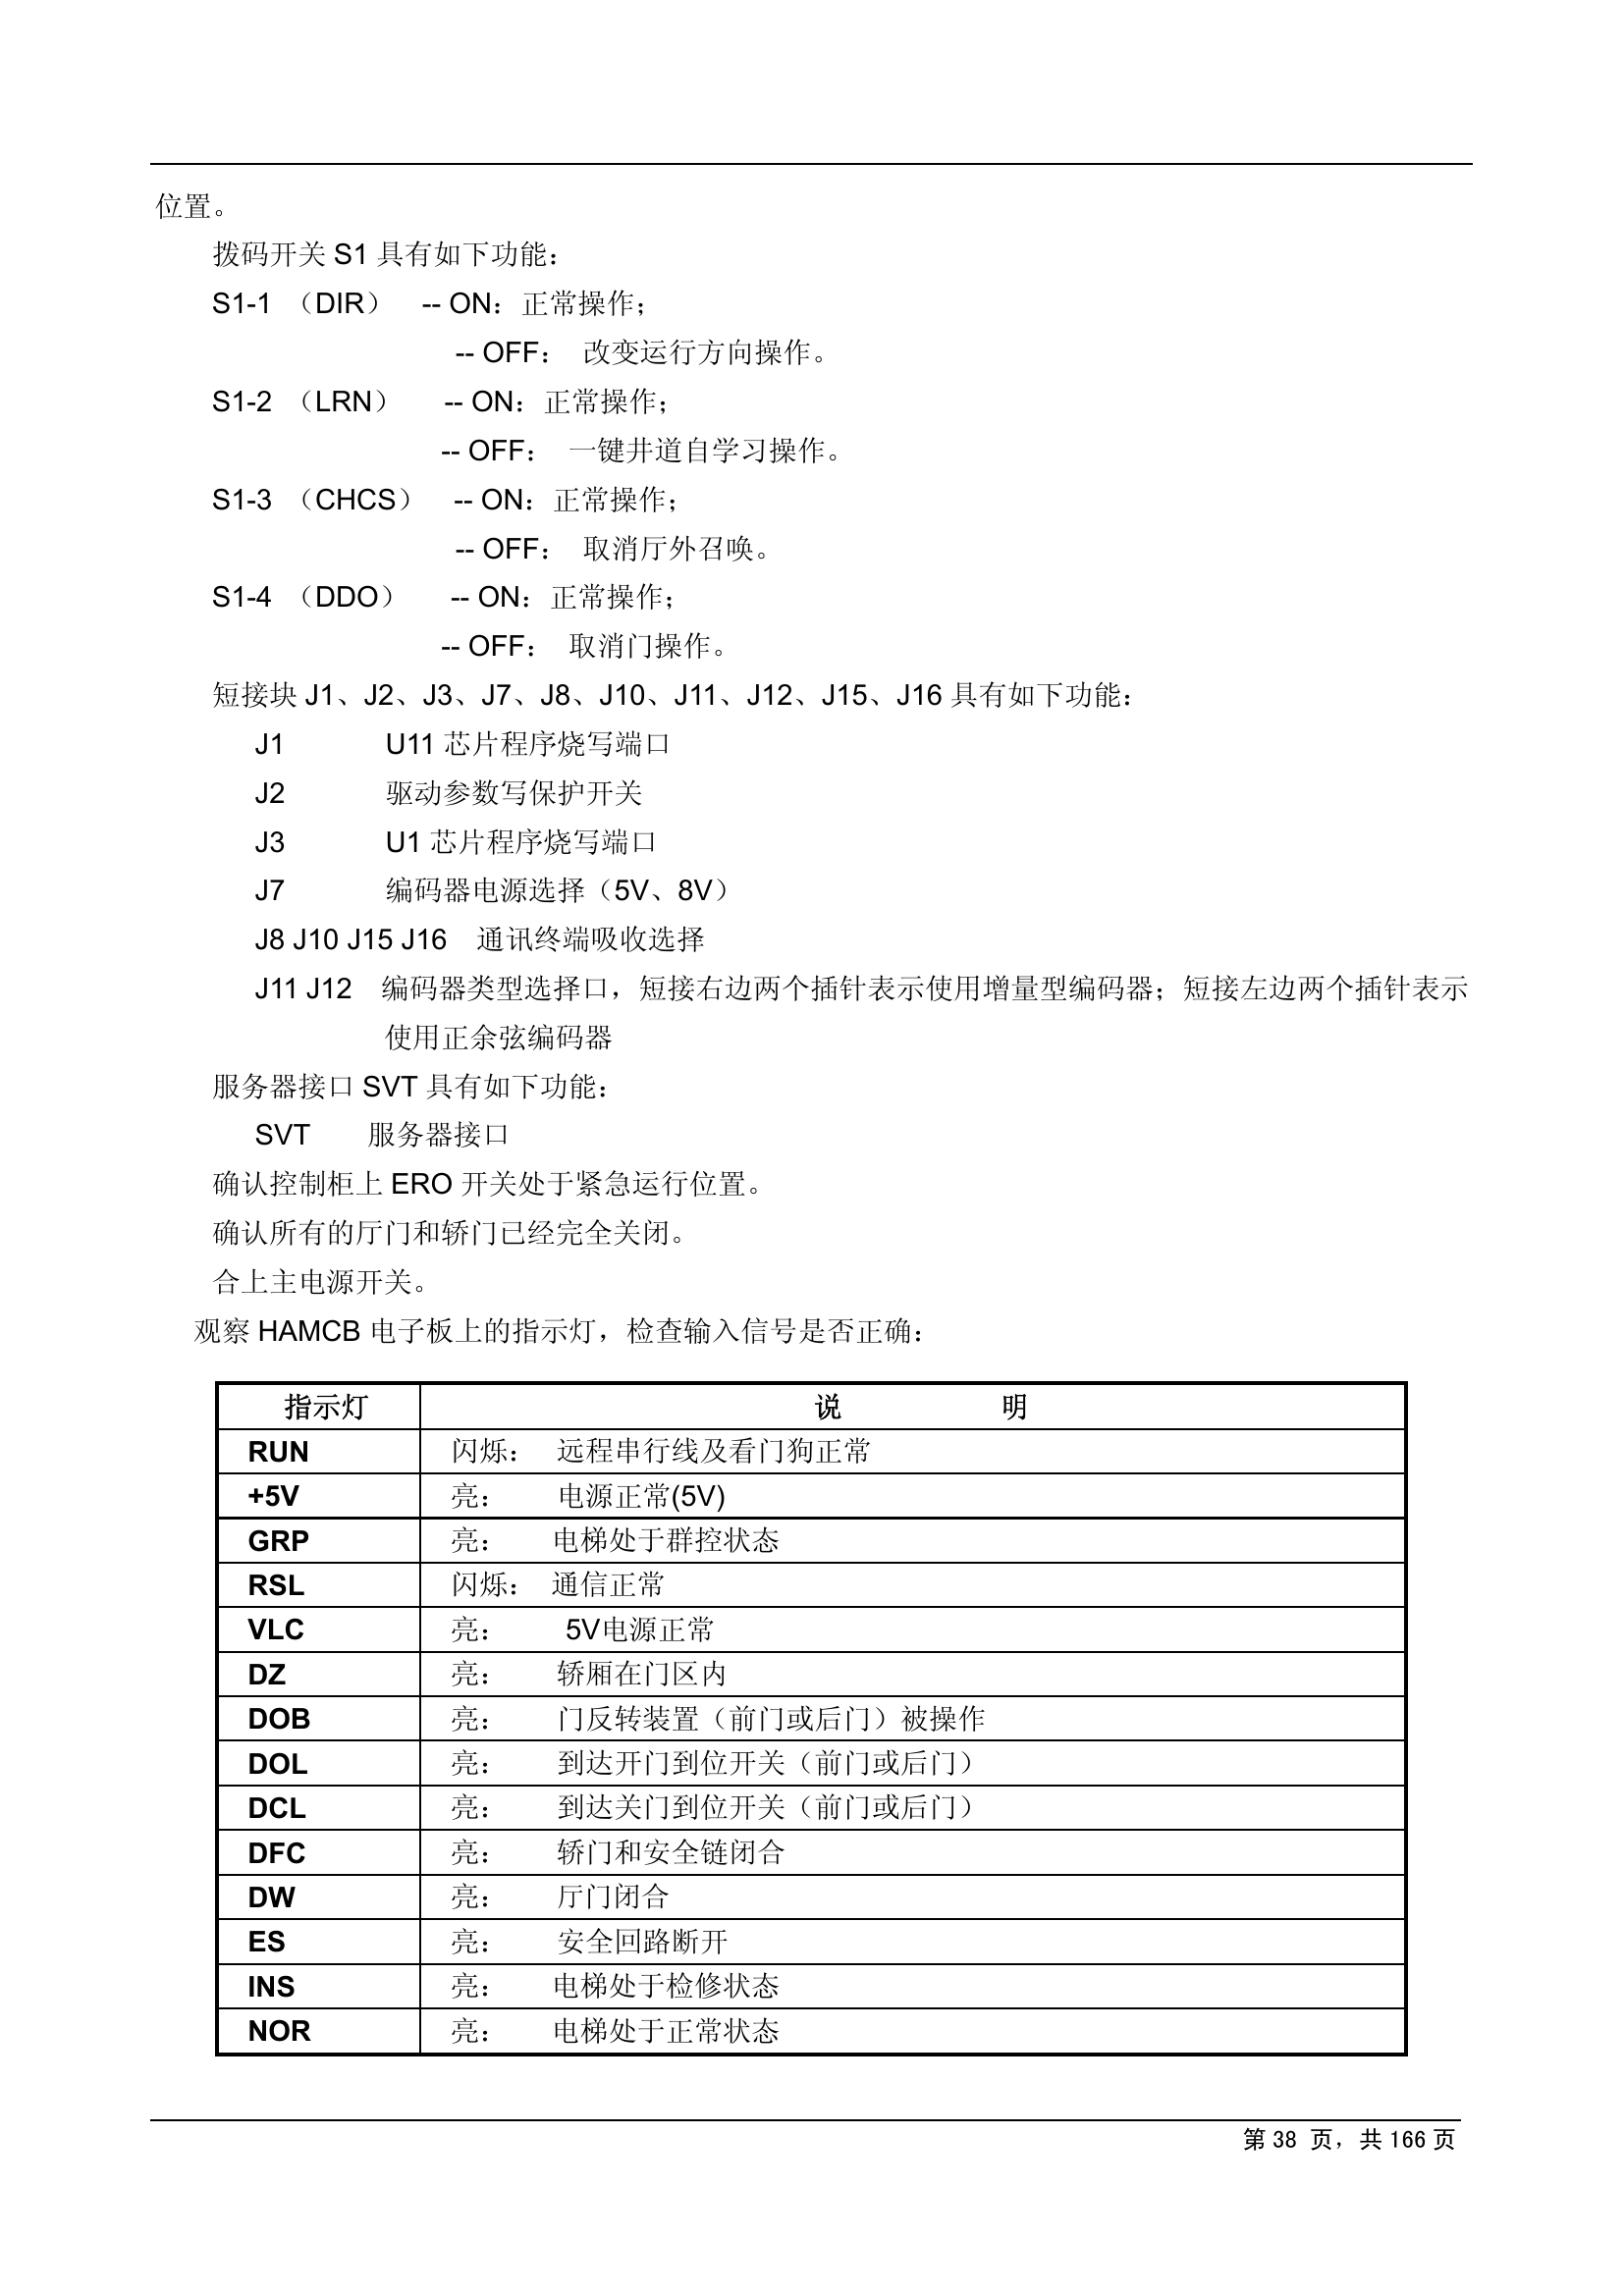 位置。
拨码开关 S1 具有如下功能：
S1-1 （DIR） -- ON：正常操作；
-- OFF： 改变运行方向操作。
S1-2 （LRN） -- ON：正常操作；
-- OFF： 一键井道自学习操作。
S1-3 （CHCS） -- ON：正常操作；
-- OFF： 取消厅外召唤。
S1-4 （DDO） -- ON：正常操作；
-- OFF： 取消门操作。
短接块 J1、J2、J3、J7、J8、J10、J11、J12、J15、J16 具有如下功能：
J1 U11 芯片程序烧写端口
J2 驱动参数写保护开关
J3 U1 芯片程序烧写端口
J7 编码器电源选择（5V、8V）
J8 J10 J15 J16 通讯终端吸收选择
J11 J12 编码器类型选择口，短接右边两个插针表示使用增量型编码器；短接左边两个插针表示
使用正余弦编码器
服务器接口 SVT 具有如下功能：
SVT 服务器接口
确认控制柜上 ERO 开关处于紧急运行位置。
确认所有的厅门和轿门已经完全关闭。
合上主电源开关。
观察 HAMCB 电子板上的指示灯，检查输入信号是否正确：
指示灯 说 明
RUN 闪烁： 远程串行线及看门狗正常
+5V 亮： 电源正常(5V)
GRP 亮： 电梯处于群控状态
RSL 闪烁： 通信正常
VLC 亮： 5V电源正常
DZ 亮： 轿厢在门区内
DOB 亮： 门反转装置（前门或后门）被操作
DOL 亮： 到达开门到位开关（前门或后门）
DCL 亮： 到达关门到位开关（前门或后门）
DFC 亮： 轿门和安全链闭合
DW 亮： 厅门闭合
ES 亮： 安全回路断开
INS 亮： 电梯处于检修状态
NOR 亮： 电梯处于正常状态
第 38 页，共 166 页